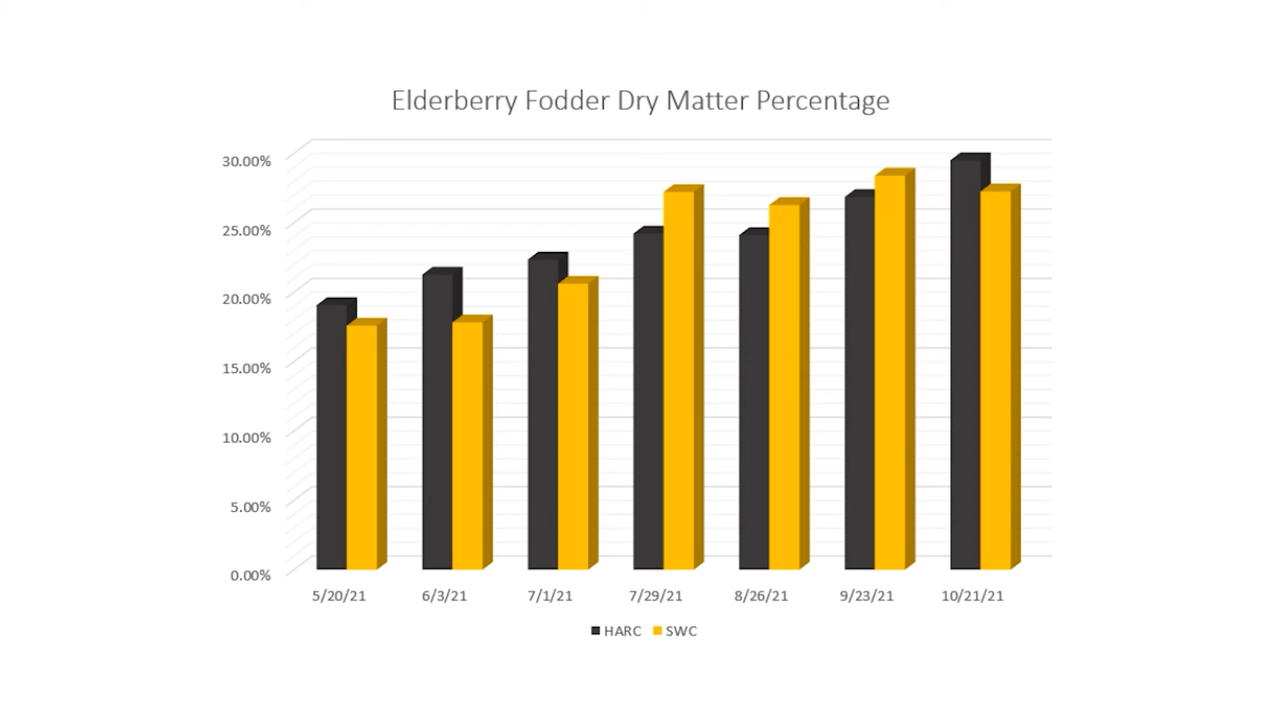 Elderberry Fodder Dry Matter Percentage
30.00%
25.00%
20.00%
15.00%
10.00%
5.00%
0.00%
5/20/21 6/3/21 7/1/21 7/29/21 8/26/21 9/23/21 10/21/21
HARC SWC